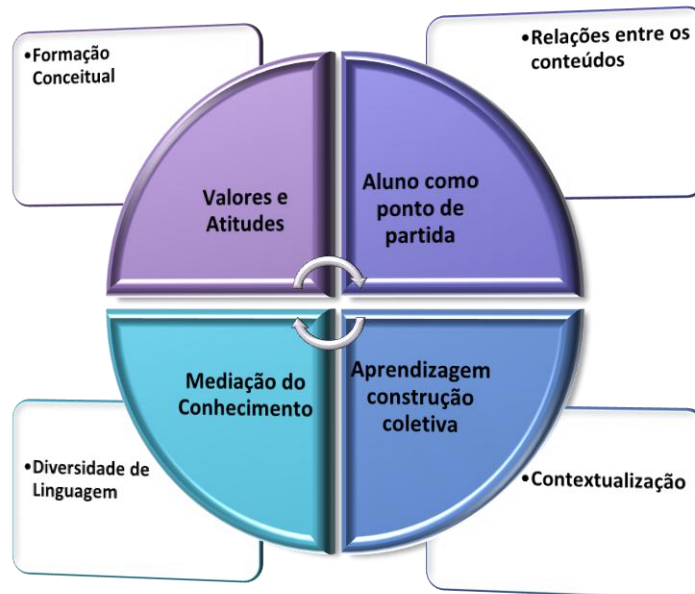 •Formação
Conceitual
•Relações entre os
conteúdos
Valores e
Atitudes
Aluno como
ponto de
partida
Mediação do
Conhecimento
Aprendizagem
construção
coletiva
•Diversidade de
Linguagem
•Contextualização